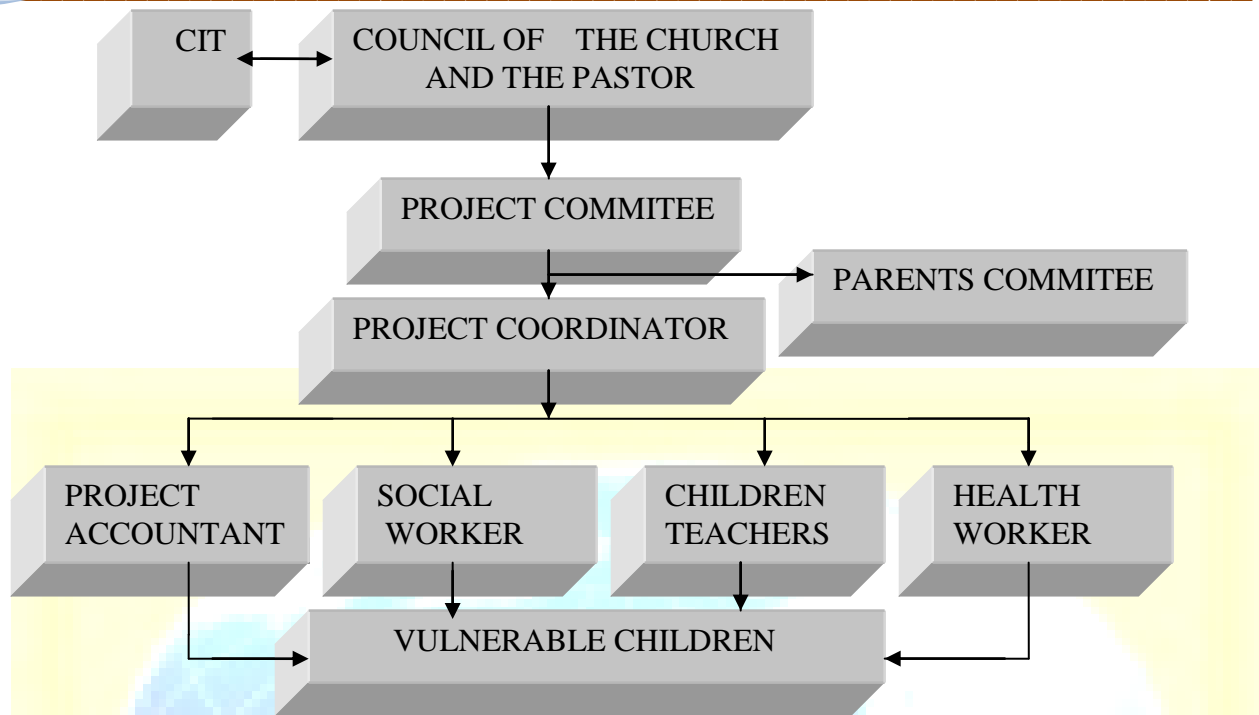 CIT
COUNCIL OF THE CHURCH
AND THE PASTOR
PROJECT COMMITEE
PARENTS COMMITEE
PROJECT COORDINATOR
PROJECT
ACCOUNTANT
SOCIAL
WORKER
CHILDREN
TEACHERS
HEALTH
WORKER
VULNERABLE CHILDREN